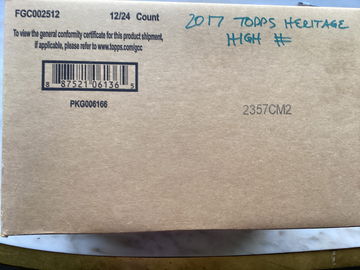 FGC002512 12/24 Count
2017 TOPPS HERITAGE
HIGH #
To view the general conformity certificate for this product shipment,
if applicable, please refer to www.topps.com/gcc
8 87521 06136 5
PKG006166
2357CM2